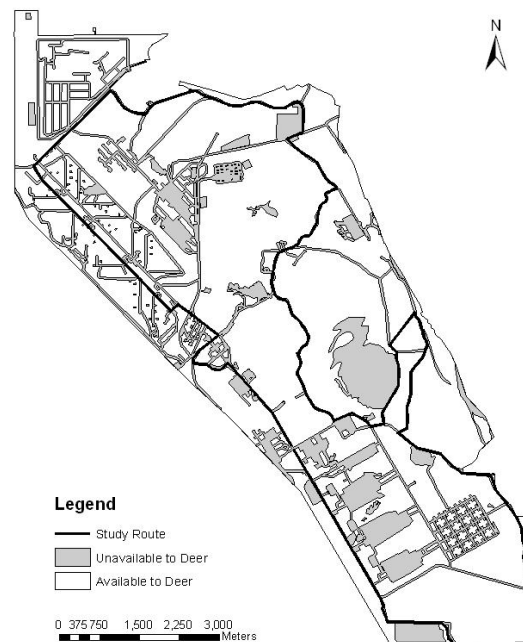 N
Legend
Study Route
Unavailable to Deer
Available to Deer
0 375 750 1,500 2,250 3,000
Meters